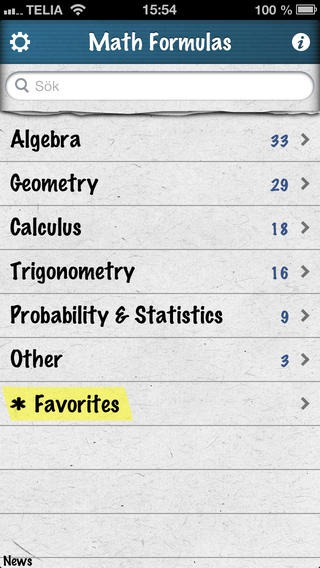 TELIA 15:54 100 %
Math Formulas
Sök
Algebra 33
Geometry 29
Calculus 18
Trigonometry 16
Probability & Statistics 9
Other 3
* Favorites
News